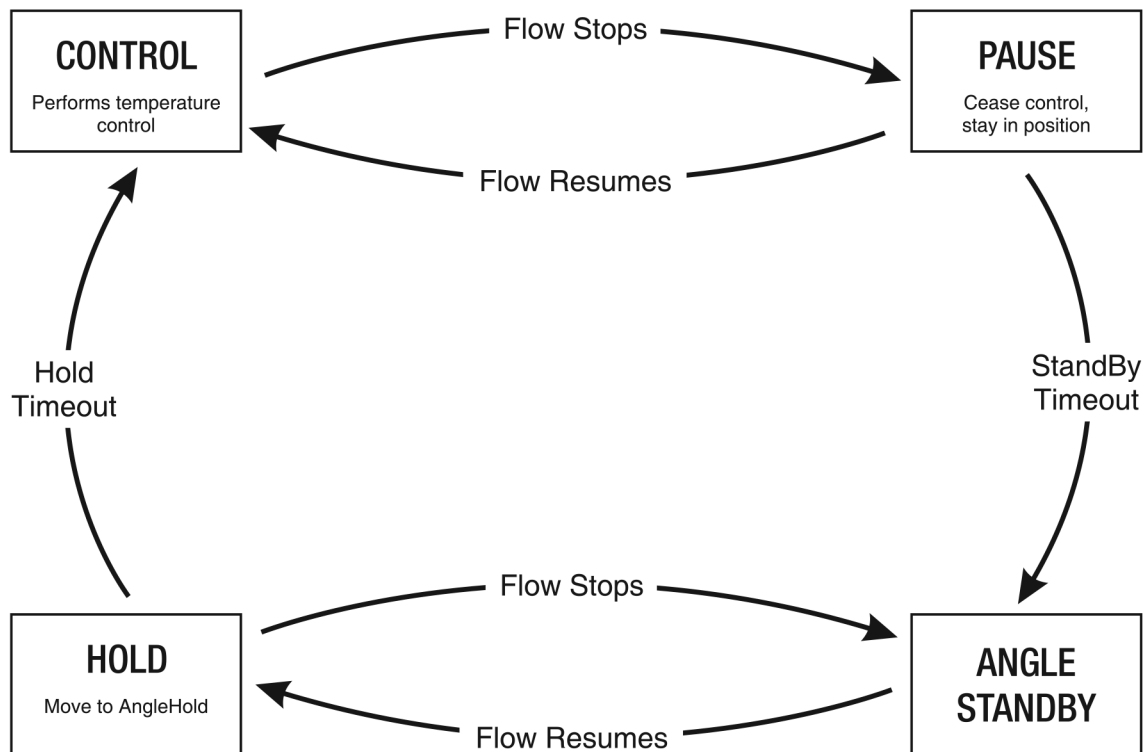 CONTROL
Performs temperature
control
Flow Stops
PAUSE
Cease control,
stay in position
Flow Resumes
Hold
Timeout
StandBy
Timeout
HOLD
Move to AngleHold
Flow Stops
ANGLE
STANDBY
Flow Resumes